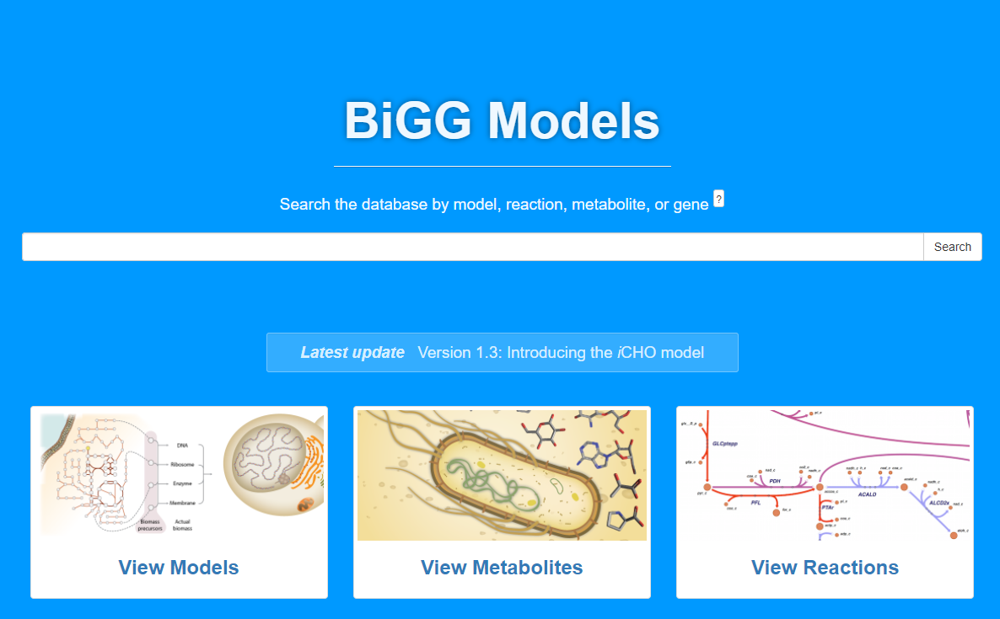 BiGG Models
Search the database by model, reaction, metabolite, or gene ?
Search
Latest update Version 1.3: Introducing the iCHO model
DNA
Ribosome
Enzyme
Membrane
Biomass precursors
Actual biomass
View Models
View Metabolites
GLCptspp
PDH
PFL
PTAr
ACALD
ALCD2x
View Reactions